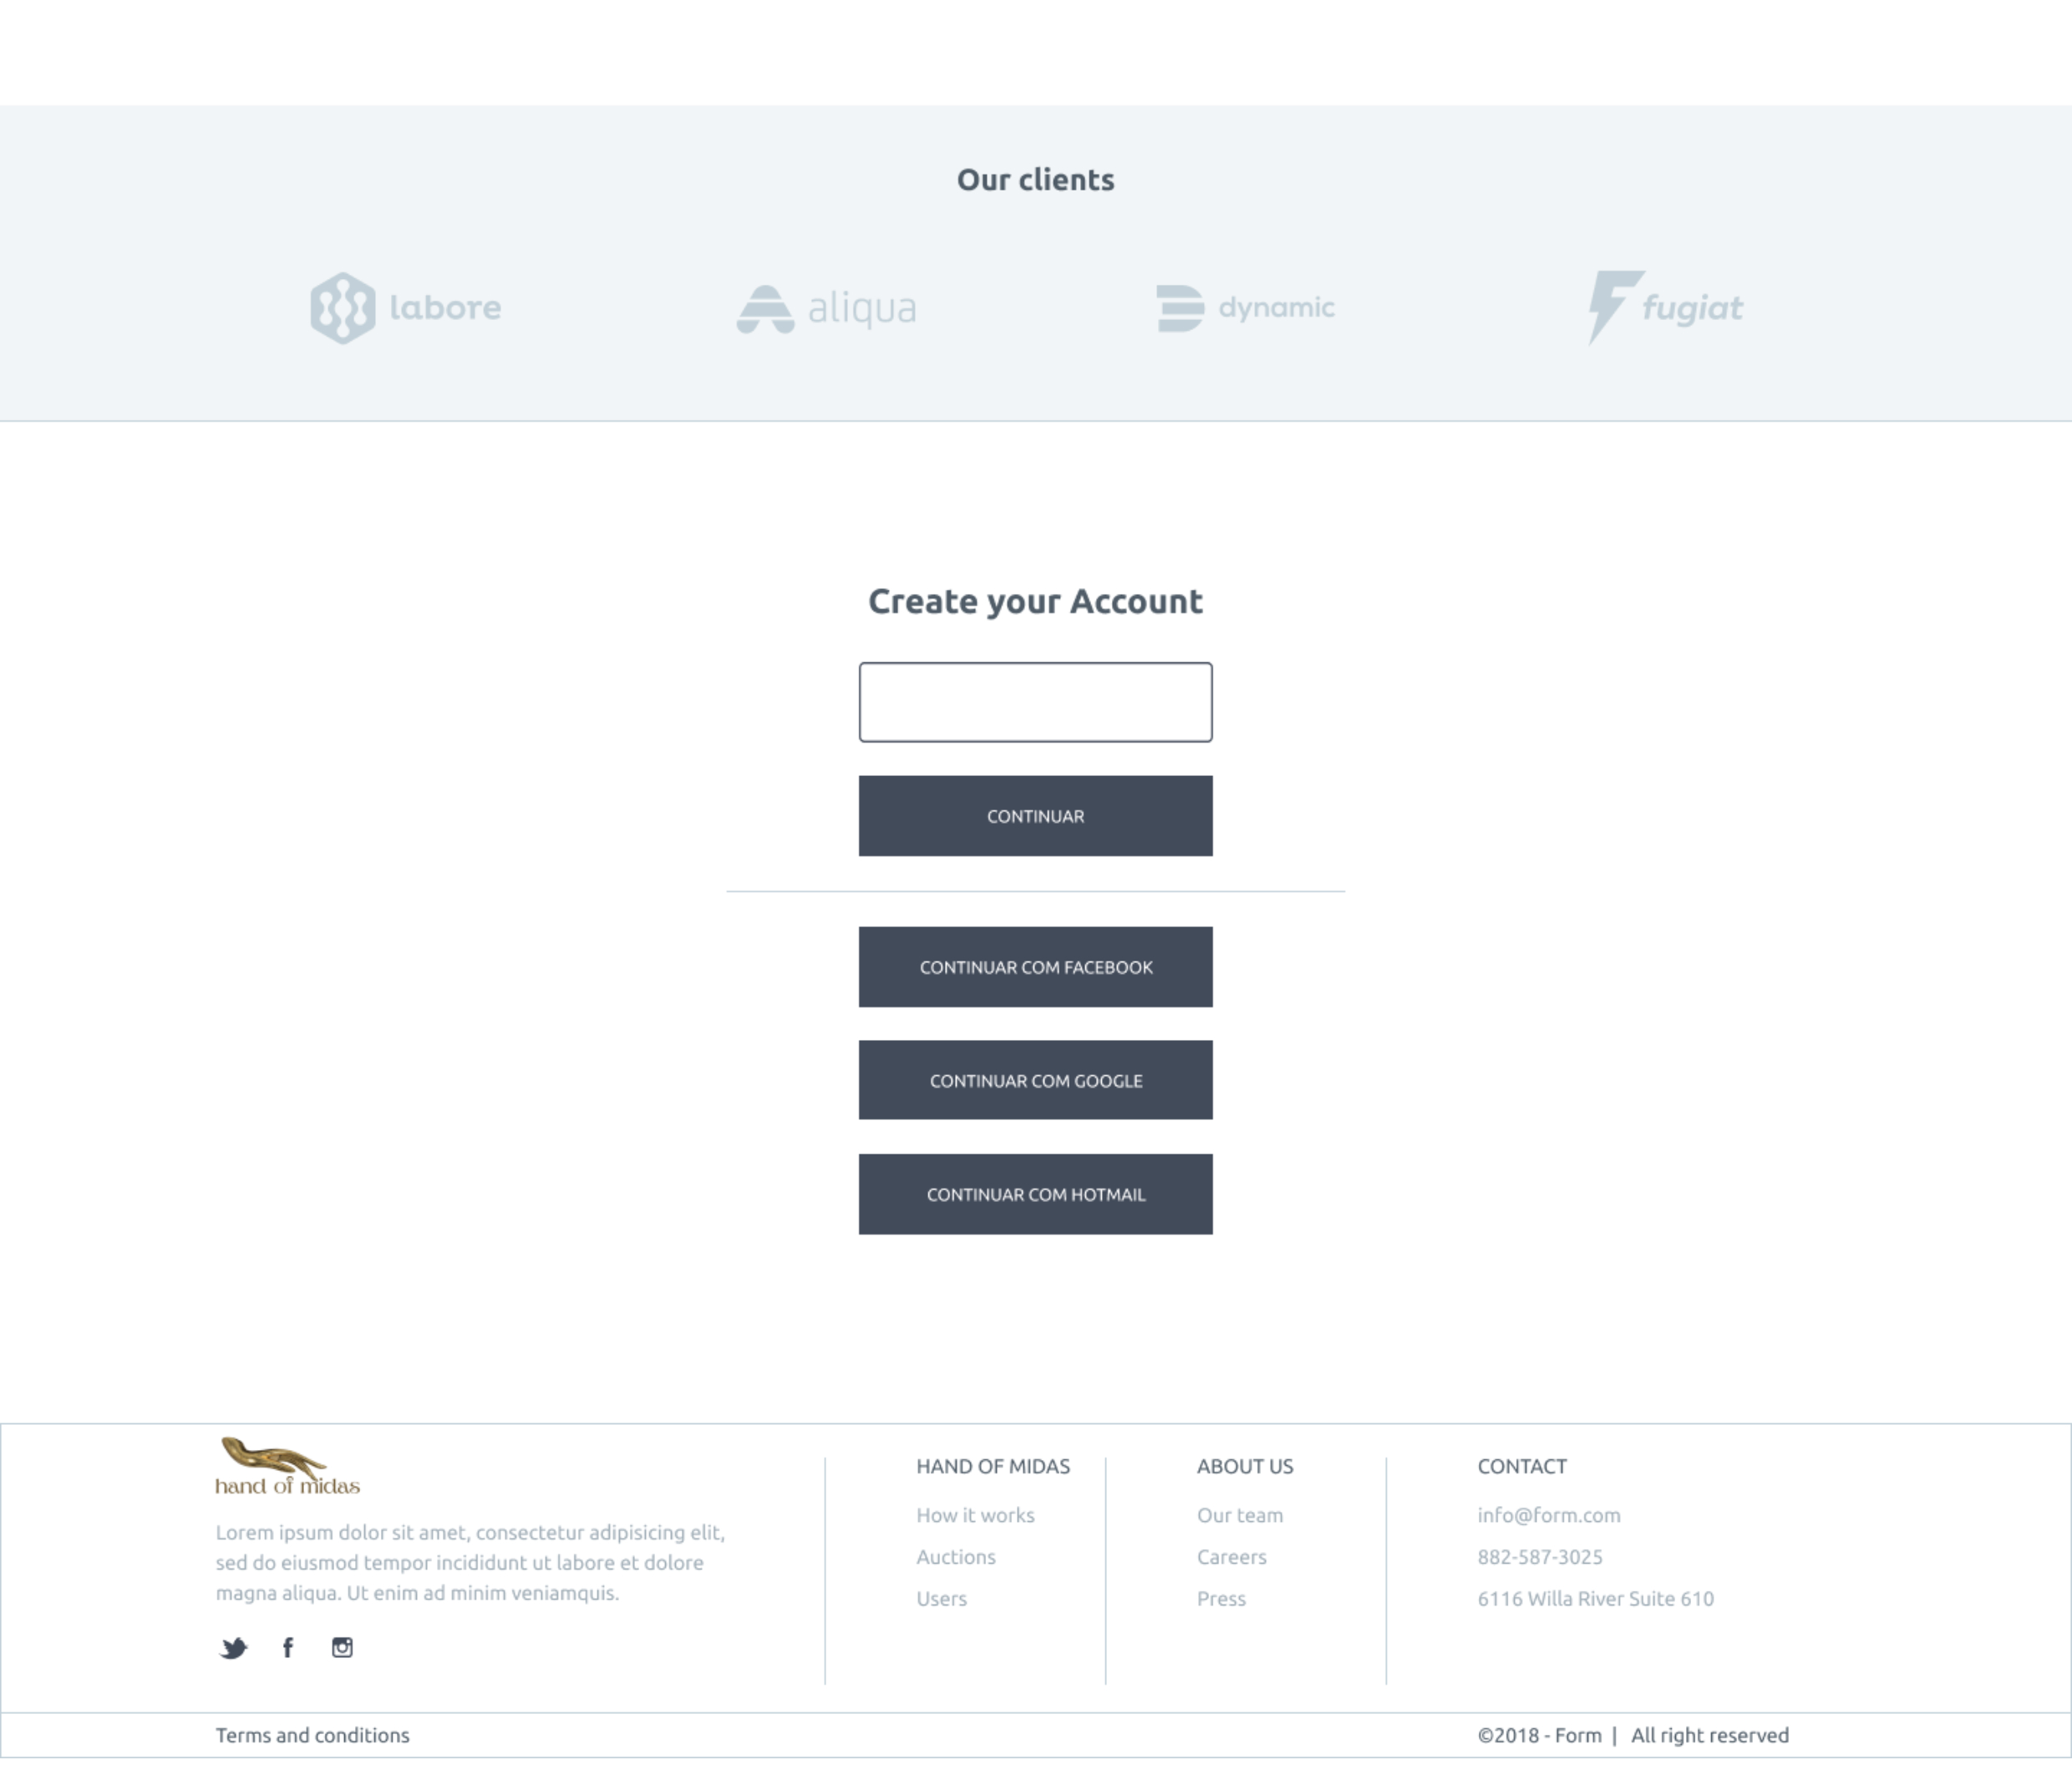 Our clients
labore
aliqua
dynamic
fugiat
Create your Account
CONTINUAR
CONTINUAR COM FACEBOOK
CONTINUAR COM GOOGLE
CONTINUAR COM HOTMAIL
hand of midas
Lorem ipsum dolor sit amet, consectetur adipisicing elit,
sed do eiusmod tempor incididunt ut labore et dolore
magna aliqua. Ut enim ad minim veniamquis.
HAND OF MIDAS
How it works
Auctions
Users
ABOUT US
Our team
Careers
Press
CONTACT
info@form.com
882-587-3025
6116 Willa River Suite 610
Terms and conditions
©2018 - Form | All right reserved